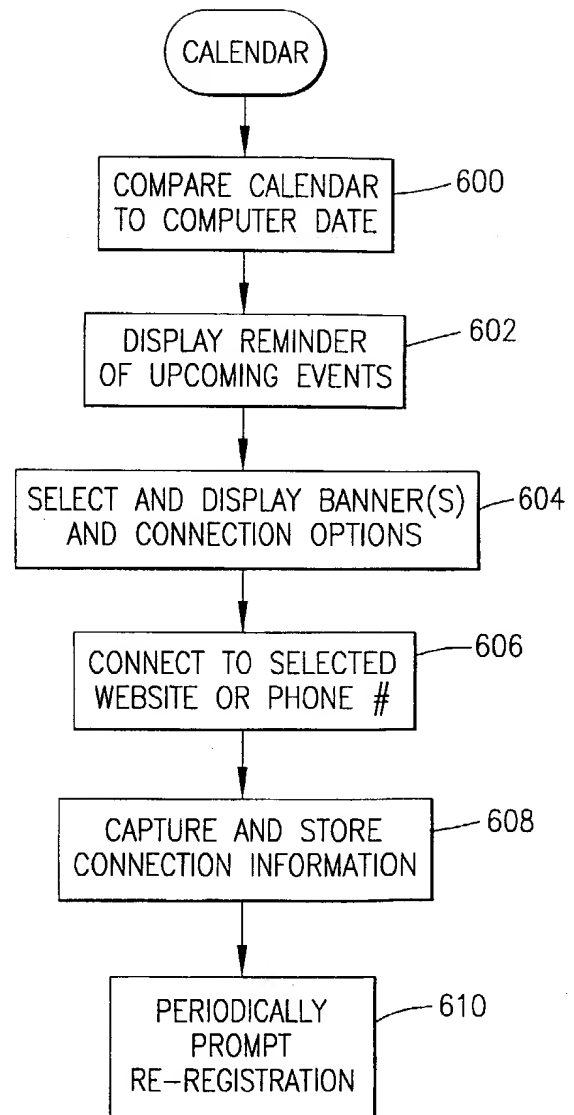 CALENDAR
COMPARE CALENDAR
TO COMPUTER DATE
600
DISPLAY REMINDER
OF UPCOMING EVENTS
602
SELECT AND DISPLAY BANNER(S)
AND CONNECTION OPTIONS
604
CONNECT TO SELECTED
WEBSITE OR PHONE #
606
CAPTURE AND STORE
CONNECTION INFORMATION
608
PERIODICALLY
PROMPT
RE-REGISTRATION
610